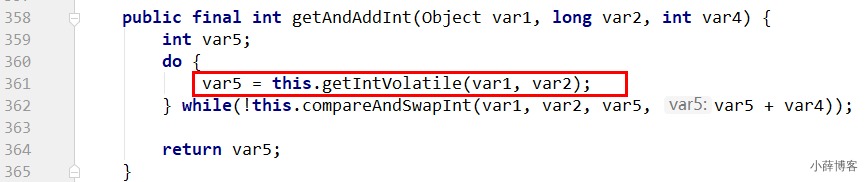 358 public final int getAndAddInt(Object var1, long var2, int var4) {
359 int var5;
360 do {
361 var5 = this.getIntVolatile(var1, var2);
362 } while(!this.compareAndSwapInt(var1, var2, var5, var5: var5 + var4));
363
364 return var5;
365 }
小薛博客